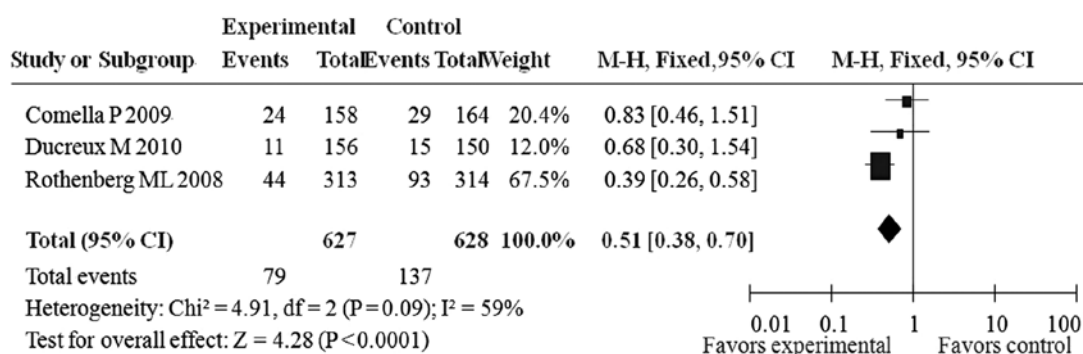 Experimental Control
Study or Subgroup Events Total Events Total Weight M-H, Fixed, 95% CI M-H, Fixed, 95% CI
Comella P 2009 24 158 29 164 20.4% 0.83 [0.46, 1.51]
Ducreux M 2010 11 156 15 150 12.0% 0.68 [0.30, 1.54]
Rothenberg ML 2008 44 313 93 314 67.5% 0.39 [0.26, 0.58]
Total (95% CI) 627 628 100.0% 0.51 [0.38, 0.70]
Total events 79 137
Heterogeneity: Chi² = 4.91, df = 2 (P = 0.09); I² = 59%
Test for overall effect: Z = 4.28 (P < 0.0001)
0.01 0.1 1 10 100
Favors experimental Favors control